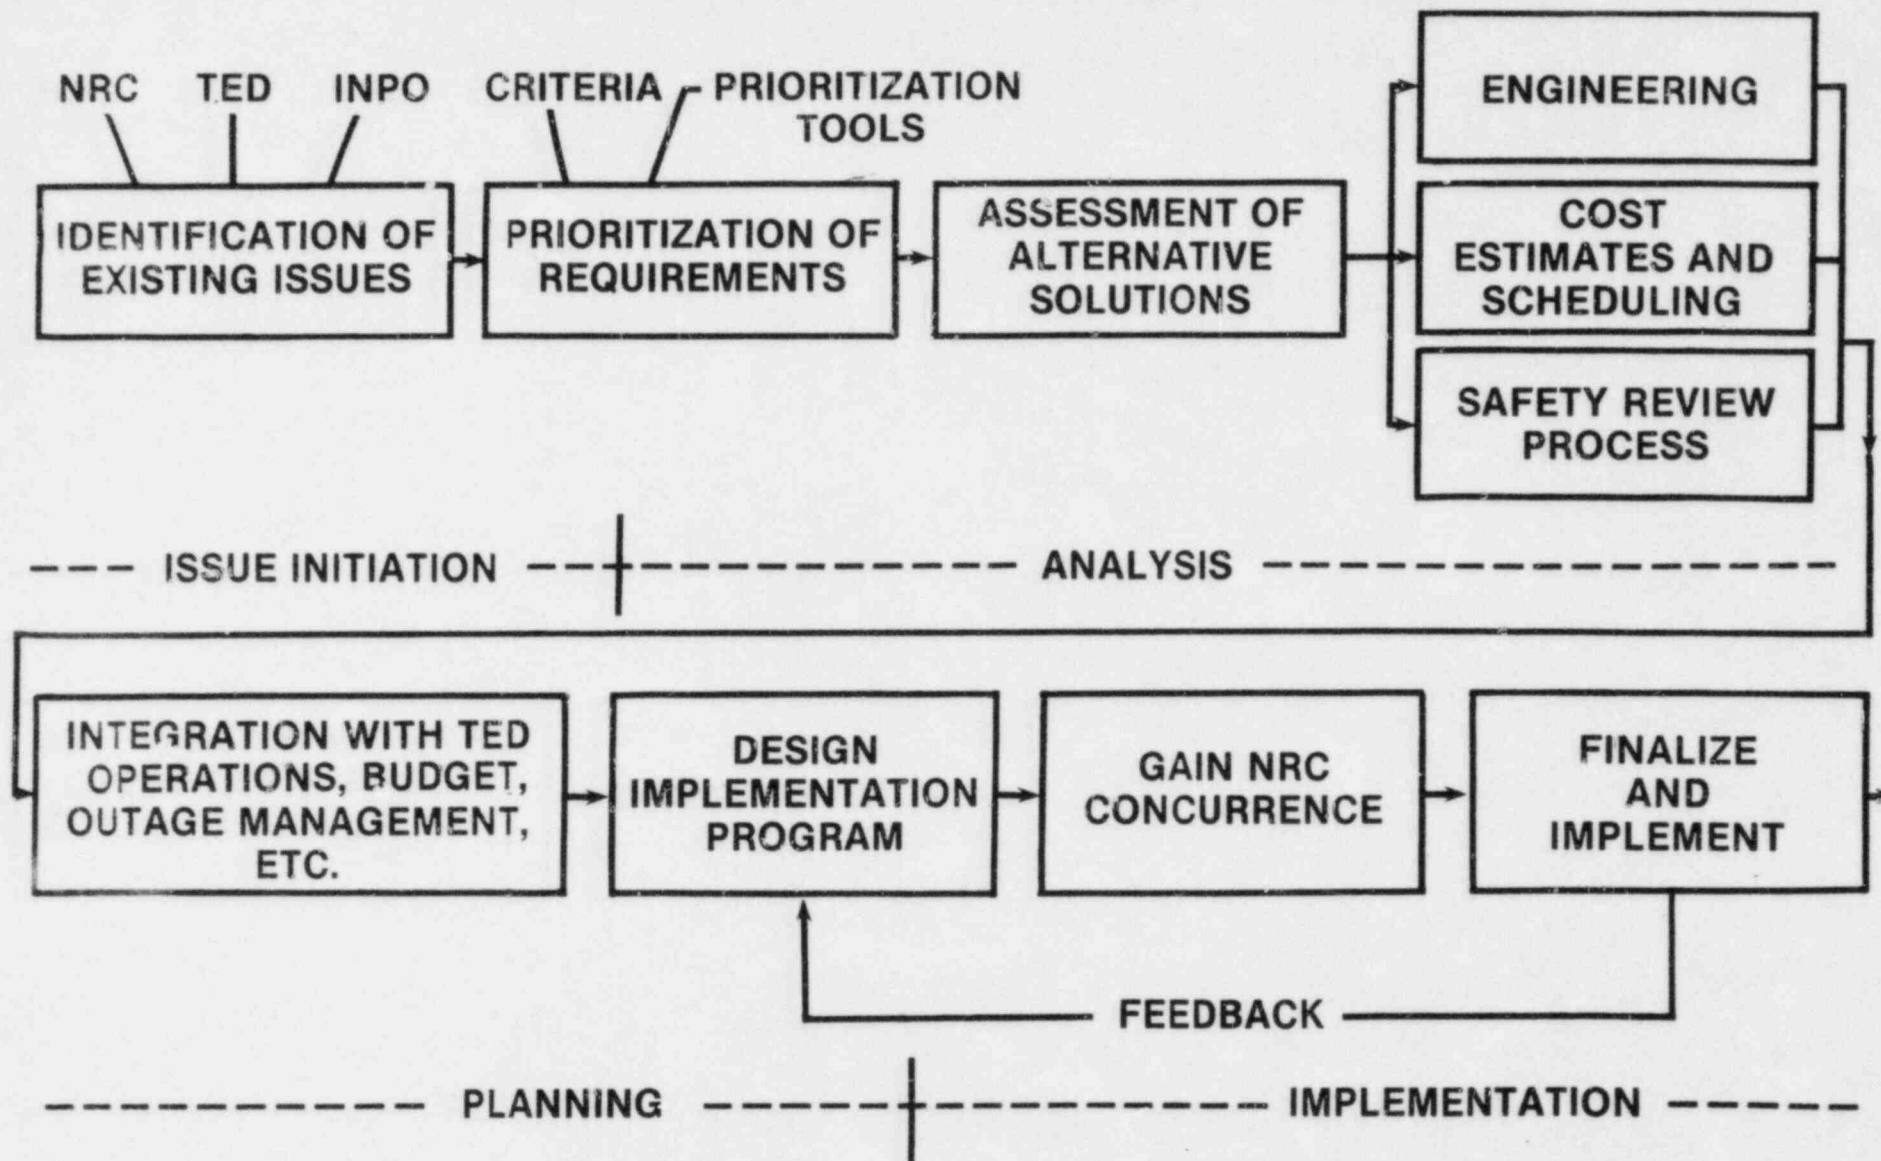 NRC TED INPO CRITERIA PRIORITIZATION
TOOLS
IDENTIFICATION OF
EXISTING ISSUES
PRIORITIZATION OF
REQUIREMENTS
ASSESSMENT OF
ALTERNATIVE
SOLUTIONS
ENGINEERING
COST
ESTIMATES AND
SCHEDULING
SAFETY REVIEW
PROCESS
ISSUE INITIATION
ANALYSIS
INTEGRATION WITH TED
OPERATIONS, BUDGET,
OUTAGE MANAGEMENT,
ETC.
DESIGN
IMPLEMENTATION
PROGRAM
GAIN NRC
CONCURRENCE
FINALIZE
AND
IMPLEMENT
FEEDBACK
PLANNING
IMPLEMENTATION